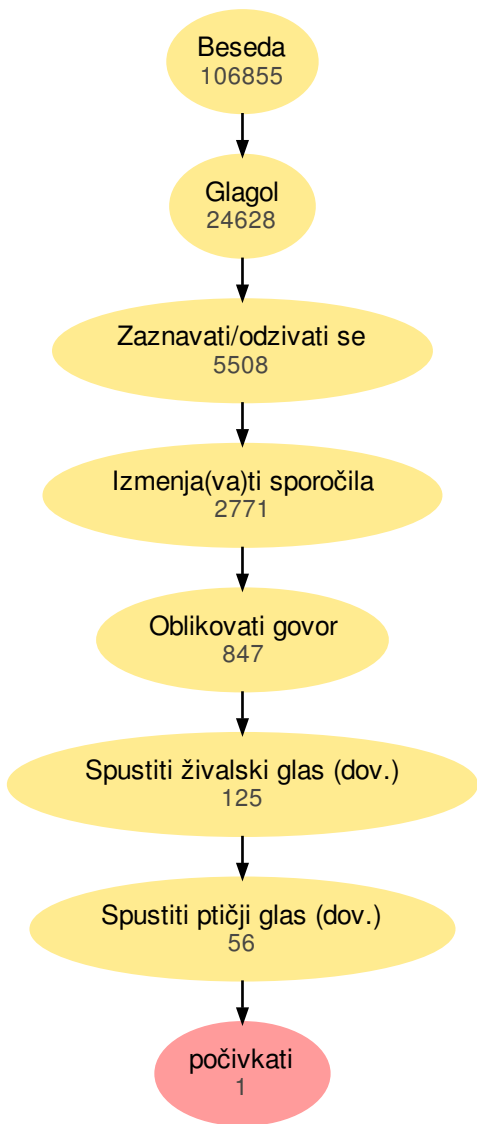 Beseda
106855
Glagol
24628
Zaznavati/odzivati se
5508
Izmenja(va)ti sporočila
2771
Oblikovati govor
847
Spustiti živalski glas (dov.)
125
Spustiti ptičji glas (dov.)
56
počivkati
1